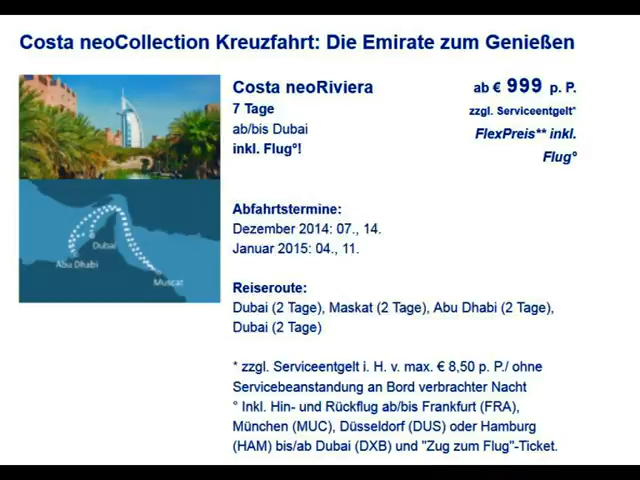 Costa neoCollection Kreuzfahrt: Die Emirate zum Genießen
Costa neoRiviera
7 Tage
ab/bis Dubai
inkl. Flug°!
ab € 999 p. P.
zzgl. Serviceentgelt*
FlexPreis** inkl.
Flug°
Dubai
Abu Dhabi
Muscat
Abfahrtstermine:
Dezember 2014: 07., 14.
Januar 2015: 04., 11.
Reiseroute:
Dubai (2 Tage), Maskat (2 Tage), Abu Dhabi (2 Tage),
Dubai (2 Tage)
* zzgl. Serviceentgelt i. H. v. max. € 8,50 p. P./ ohne
Servicebeanstandung an Bord verbrachter Nacht
° Inkl. Hin- und Rückflug ab/bis Frankfurt (FRA),
München (MUC), Düsseldorf (DUS) oder Hamburg
(HAM) bis/ab Dubai (DXB) und "Zug zum Flug"-Ticket.